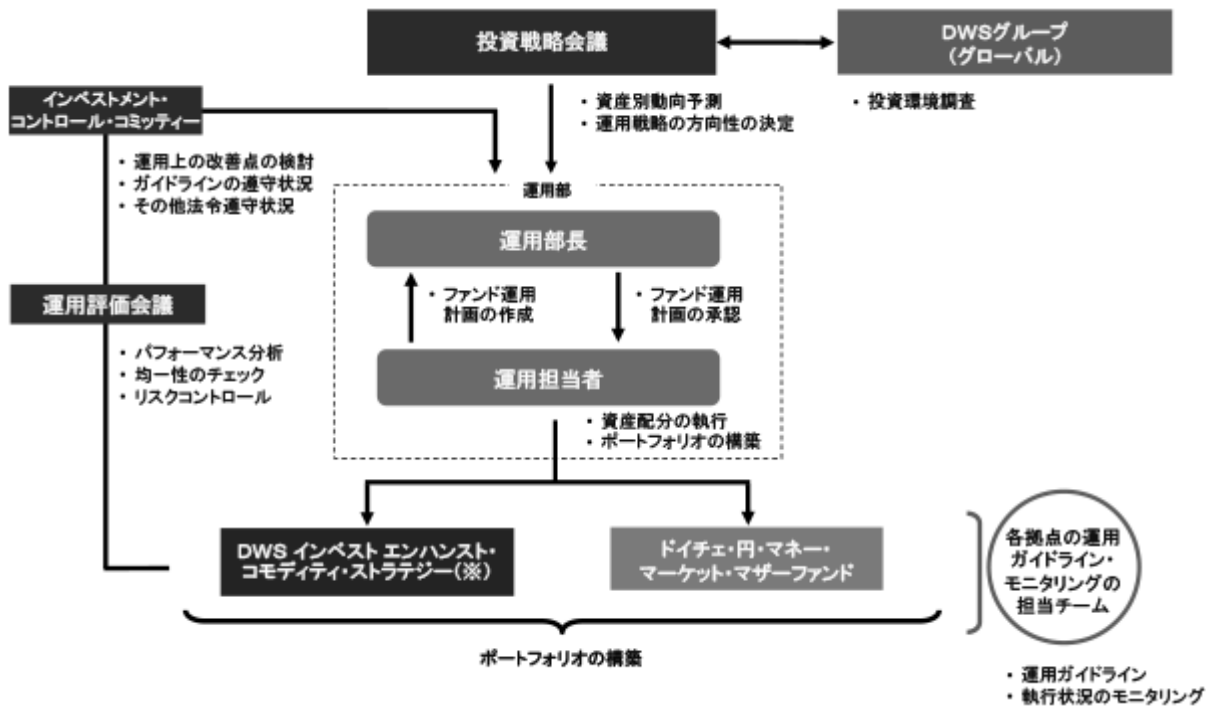 投資戦略会議
DWSグループ
(グローバル)
・資産別動向予測
・運用戦略の方向性の決定
・投資環境調査
インベストメント・
コントロール・コミッティー
・運用上の改善点の検討
・ガイドラインの遵守状況
・その他法令遵守状況
運用部
運用部長
・ファンド運用
計画の作成
・ファンド運用
計画の承認
運用評価会議
・パフォーマンス分析
・均一性のチェック
・リスクコントロール
運用担当者
・資産配分の執行
・ポートフォリオの構築
DWS インベスト エンハンスト・
コモディティ・ストラテジー(※)
ドイチェ・円・マネー・
マーケット・マザーファンド
各拠点の運用
ガイドライン・
モニタリングの
担当チーム
ポートフォリオの構築
・運用ガイドライン
・執行状況のモニタリング